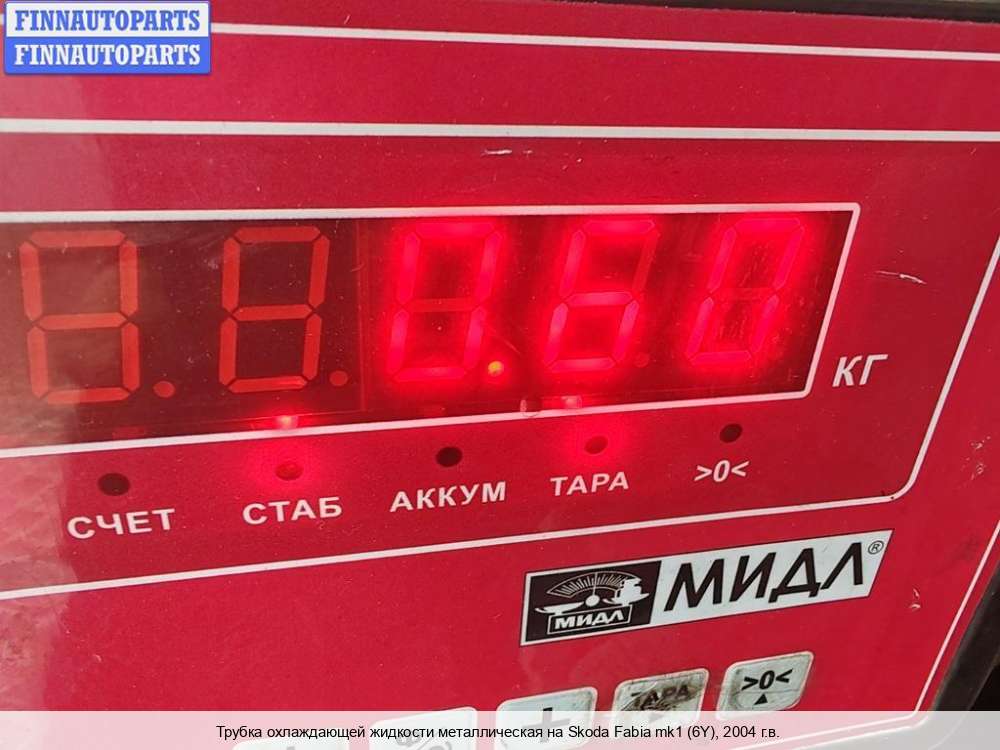 FINNAUTOPARTS
FINNAUTOPARTS
0.60
КГ
СЧЕТ СТАБ АККУМ ТАРА >0<
МИДЛ МИДЛ®
+ ТАРА >0<
Трубка охлаждающей жидкости металлическая на Skoda Fabia mk1 (6Y), 2004 г.в.